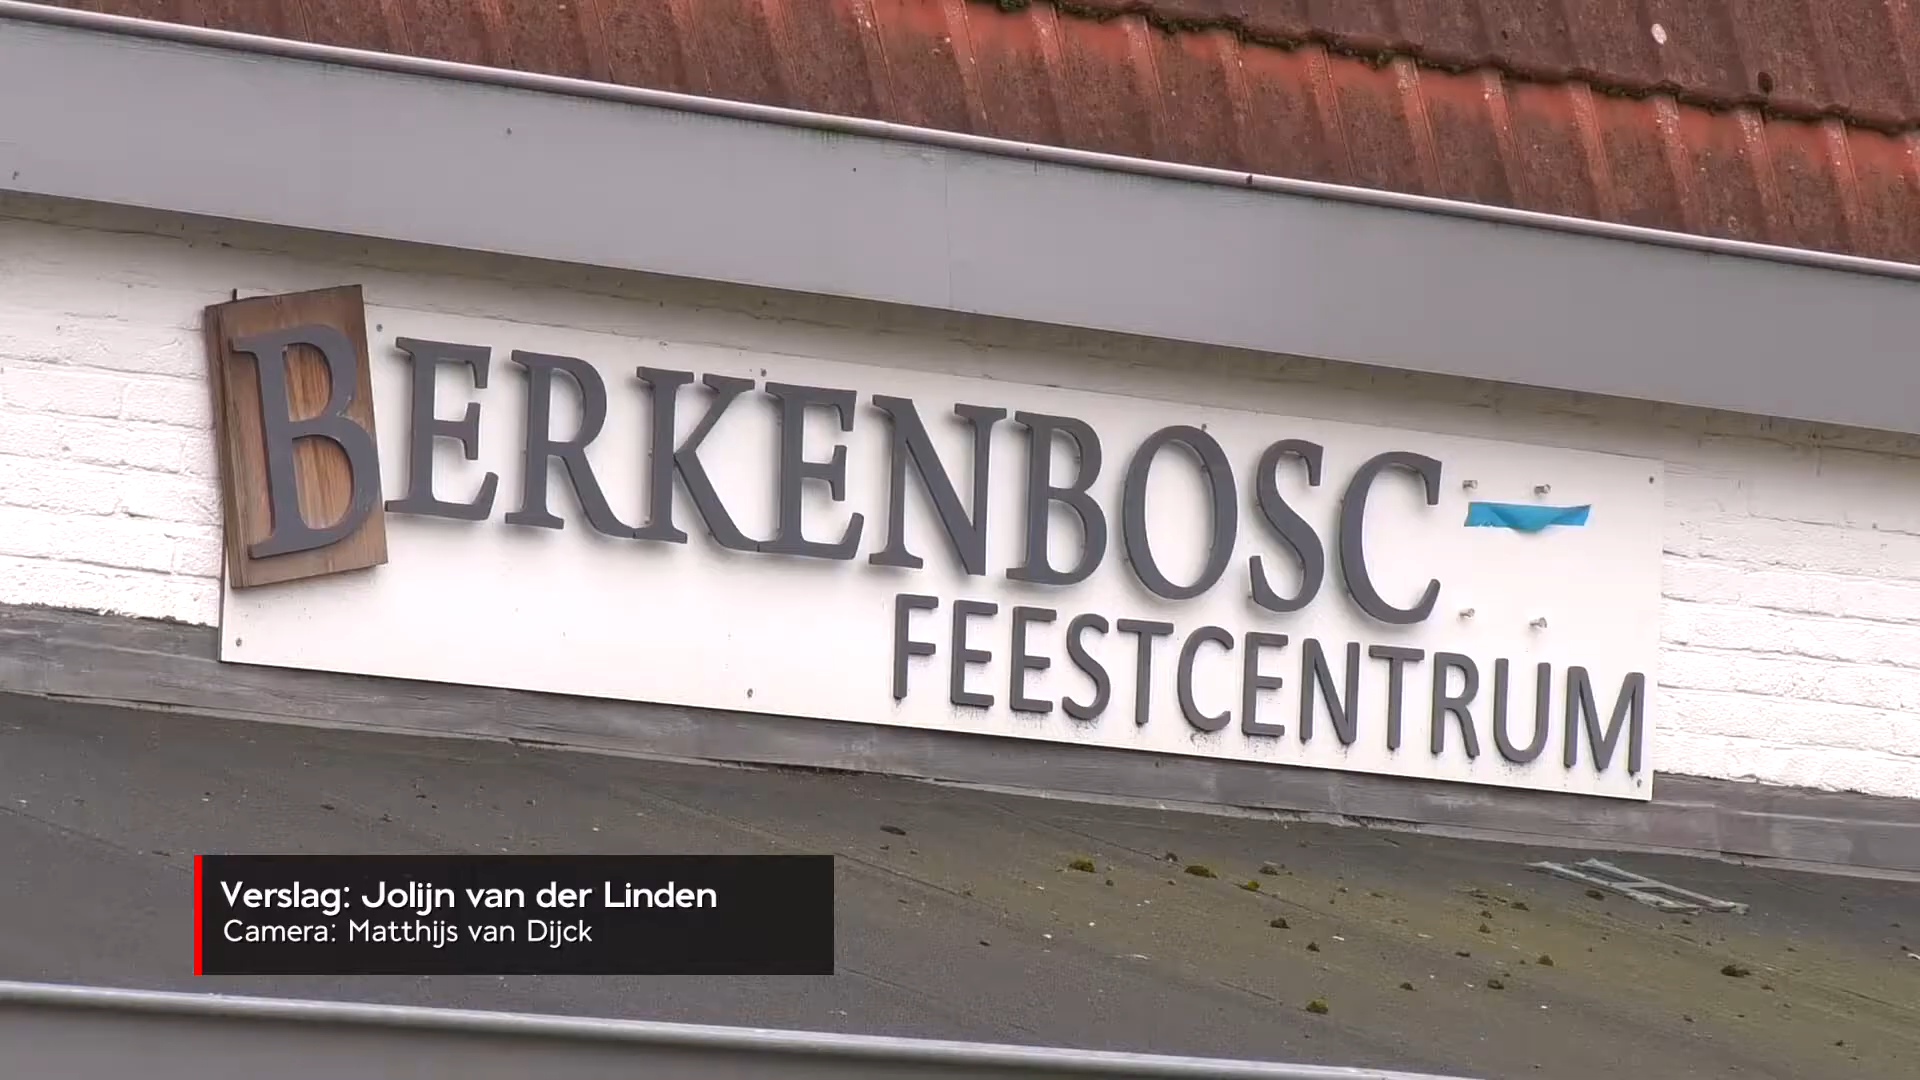 BERKENBOSC
FEESTCENTRUM
Verslag: Jolijn van der Linden
Camera: Matthijs van Dijck